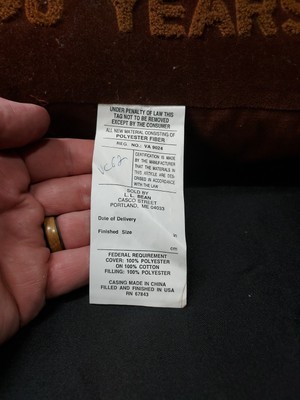 YEARS
UNDER PENALTY OF LAW THIS
TAG NOT TO BE REMOVED
EXCEPT BY THE CONSUMER
ALL NEW MATERIAL CONSISTING OF
POLYESTER FIBER
REG. NO.: VA 9024
CERTIFICATION IS MADE
BY THE MANUFACTURER
THAT THE MATERIALS IN
THIS ARTICLE ARE DES-
CRIBED IN ACCORDANCE
WITH THE LAW
SOLD BY
L. L. BEAN
CASCO STREET
PORTLAND, ME 04033
Date of Delivery
Finished Size in
cm
FEDERAL REQUIREMENT
COVER: 100% POLYESTER
ON 100% COTTON
FILLING: 100% POLYESTER
CASING MADE IN CHINA
FILLED AND FINISHED IN USA
RN 67843